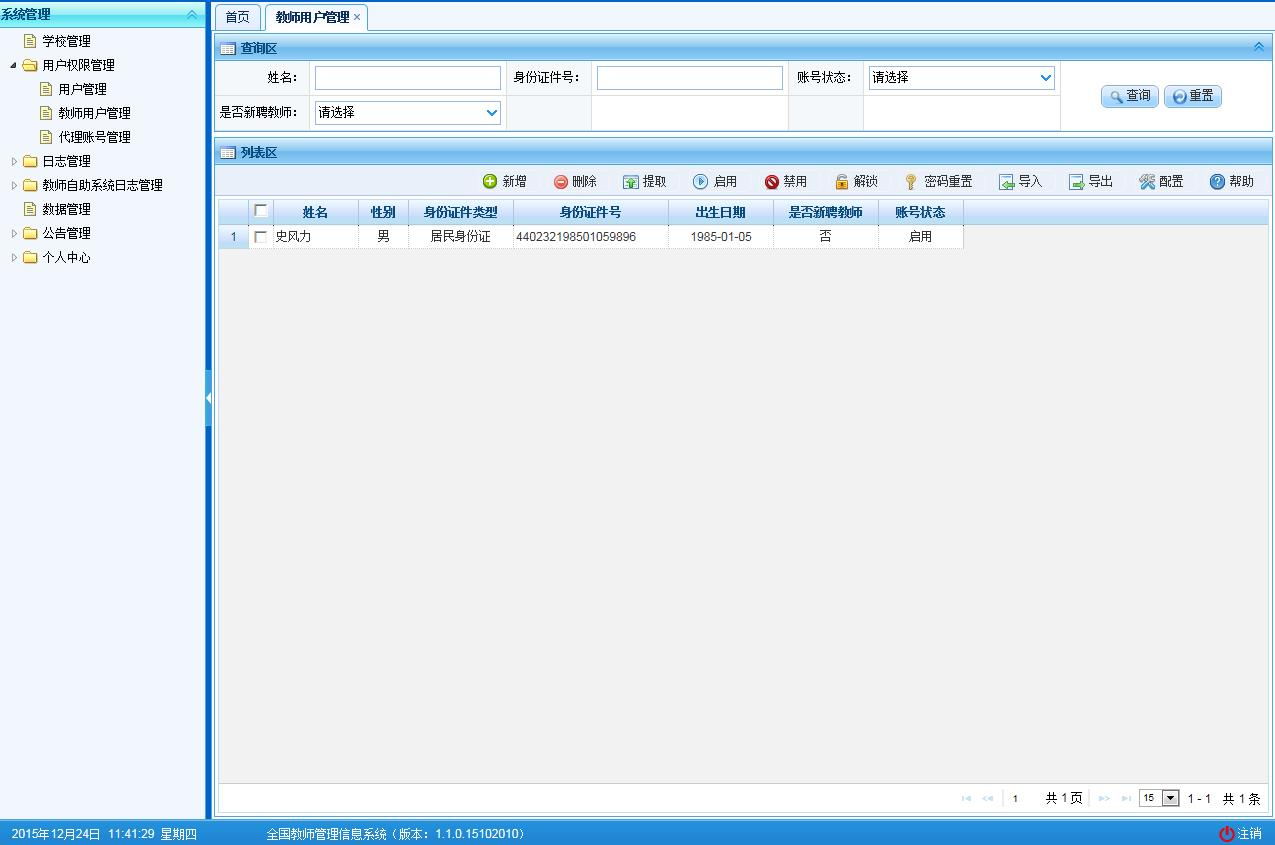 系统管理
学校管理
用户权限管理
用户管理
教师用户管理
代理账号管理
日志管理
教师自助系统日志管理
数据管理
公告管理
个人中心
首页 教师用户管理 ×
查询区
姓名： 身份证件号： 账号状态： 请选择
是否新聘教师： 请选择
查询 重置
列表区
新增 删除 提取 启用 禁用 解锁 密码重置 导入 导出 配置 帮助
姓名 性别 身份证件类型 身份证件号 出生日期 是否新聘教师 账号状态
1 史风力 男 居民身份证 440232198501059896 1985-01-05 否 启用
1 共 1 页 15 1 - 1 共 1 条
2015年12月24日 11:41:29 星期四 全国教师管理信息系统（版本：1.1.0.15102010） 注销